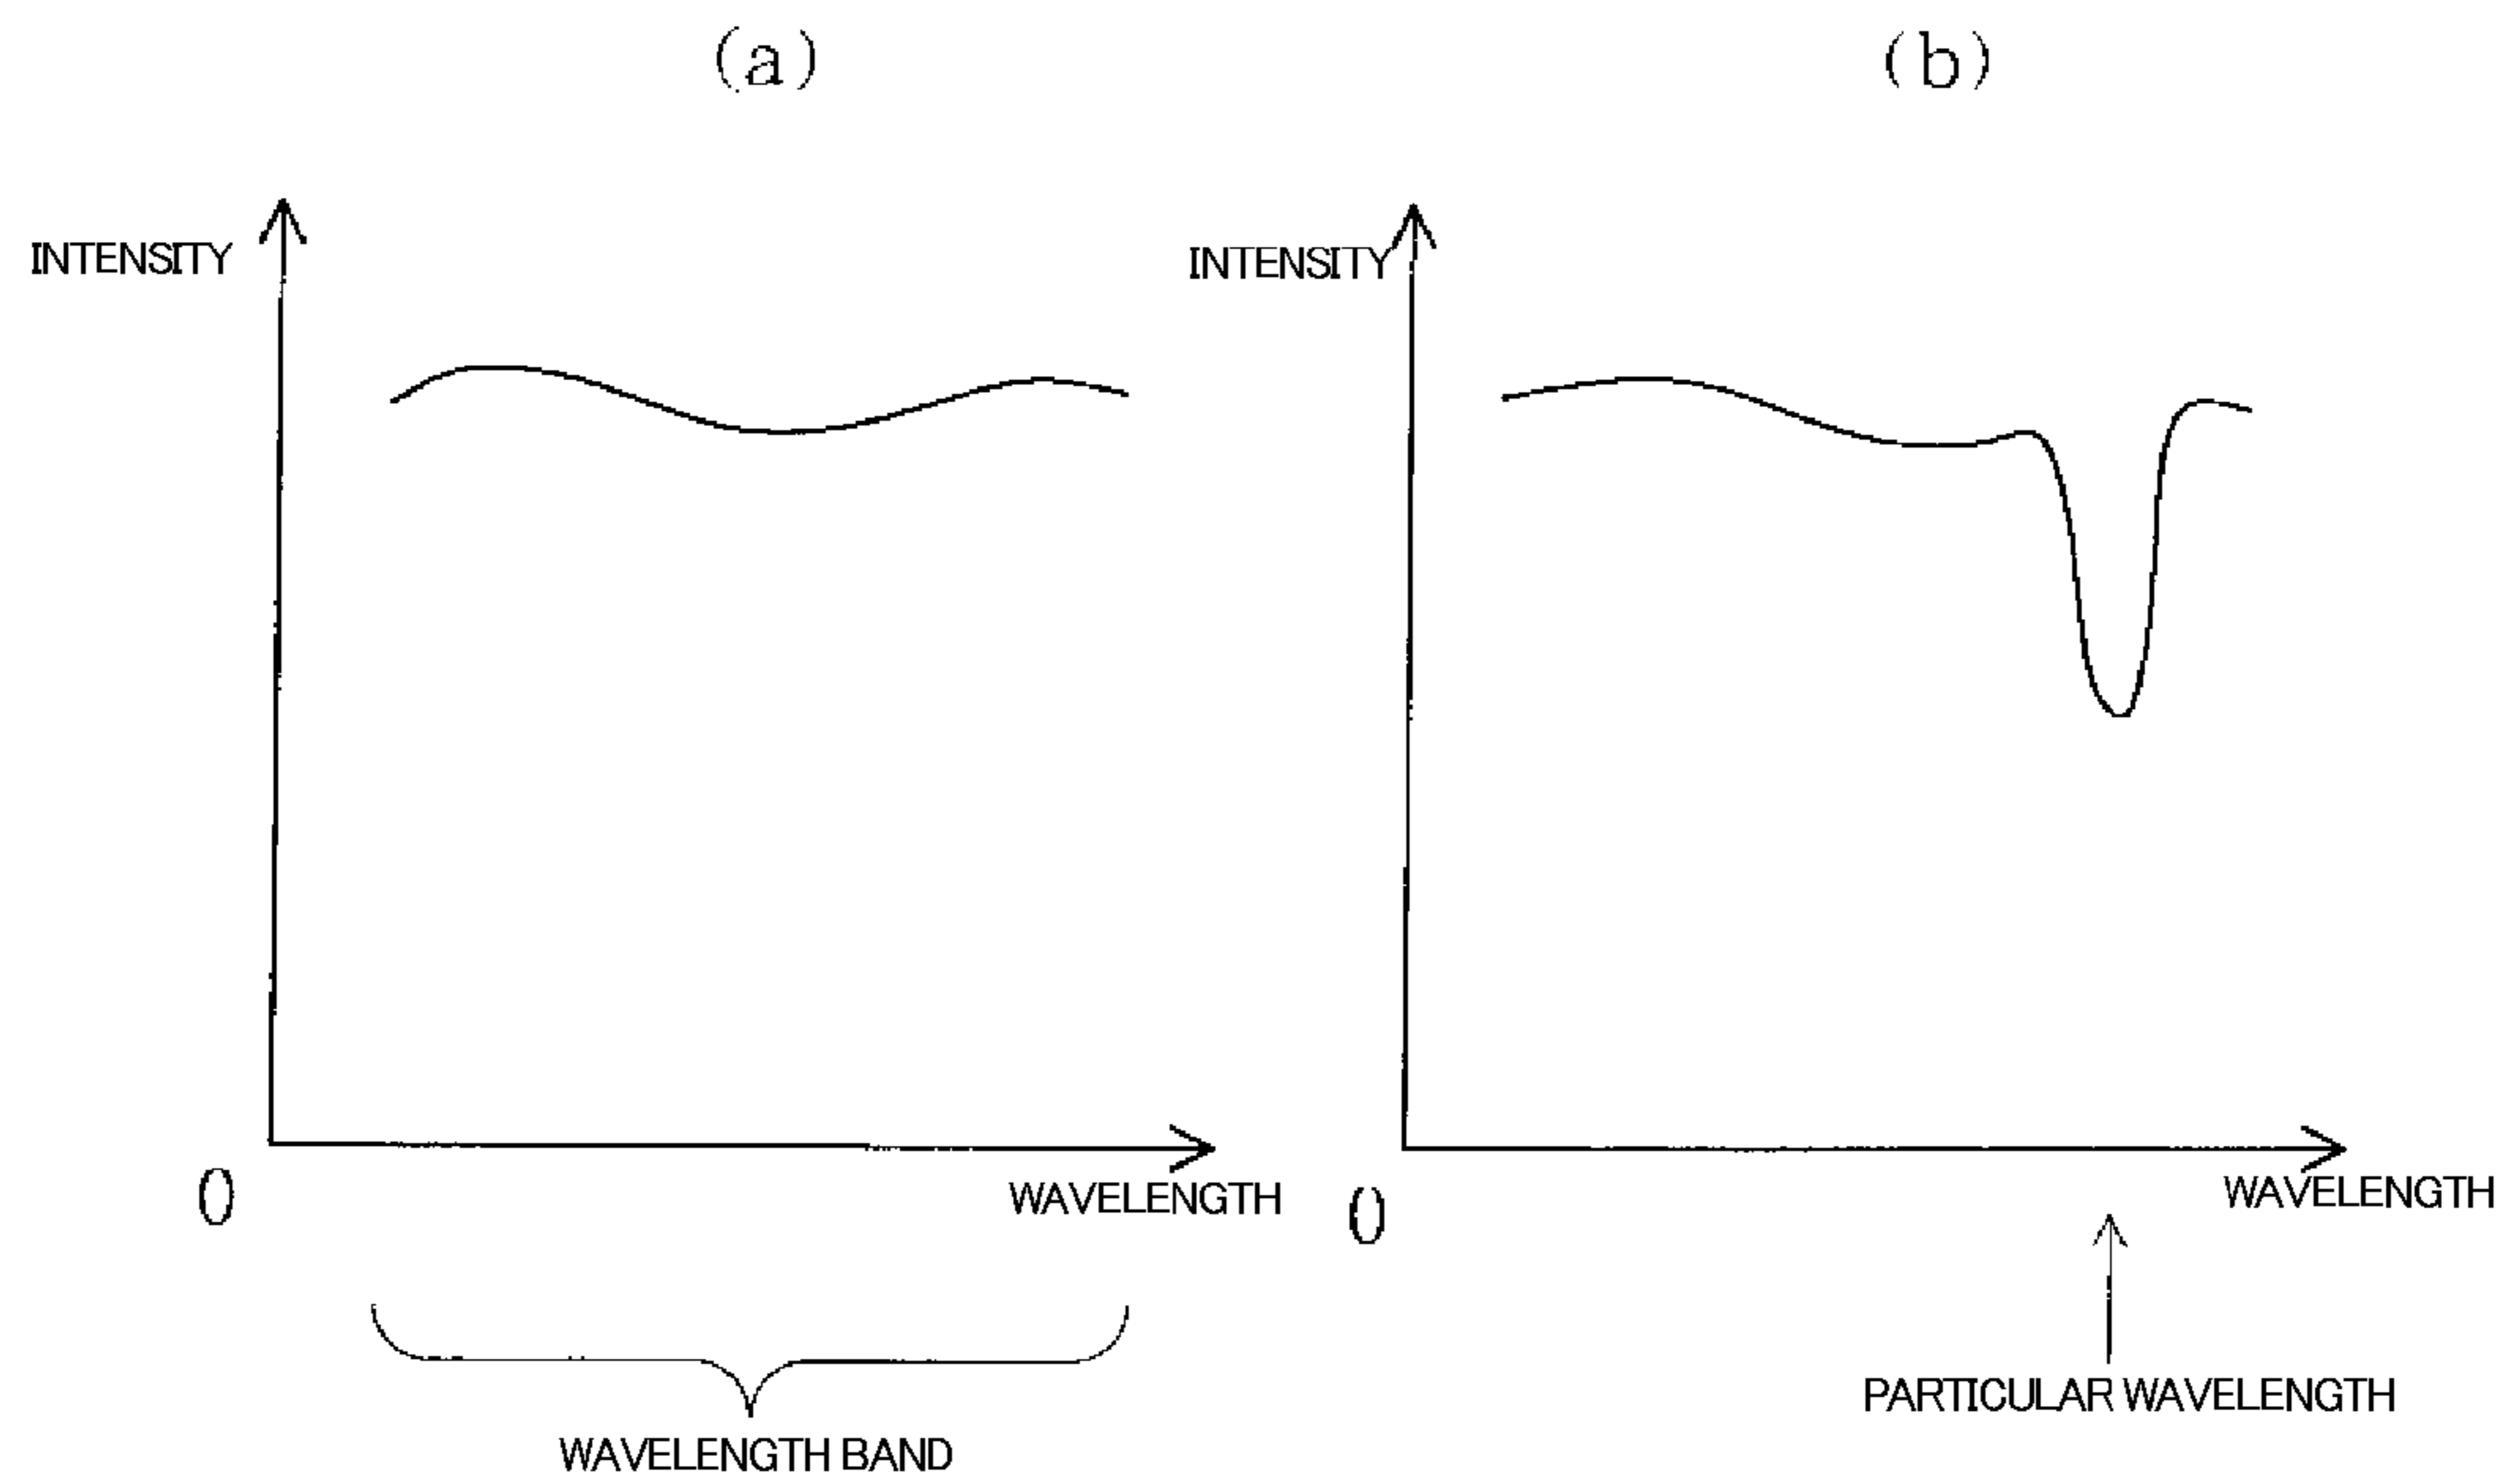 (a)
(b)
INTENSITY
INTENSITY
0
WAVELENGTH
0
WAVELENGTH
WAVELENGTH BAND
PARTICULAR WAVELENGTH